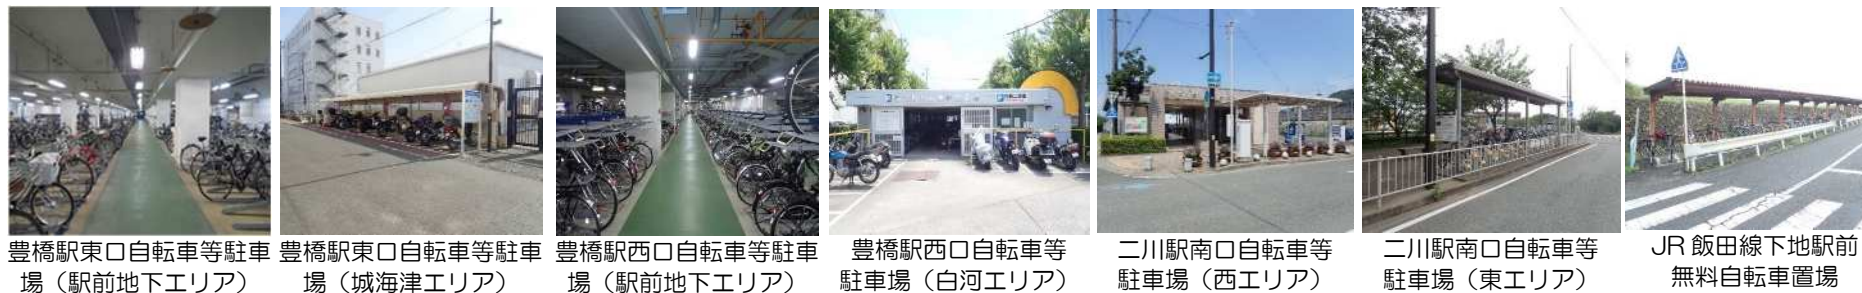 豊橋駅東口自転車等駐車
場（駅前地下エリア）
豊橋駅東口自転車等駐車
場（城海津エリア）
豊橋駅西口自転車等駐車
場（駅前地下エリア）
豊橋駅西口自転車等
駐車場（白河エリア）
二川駅南口自転車等
駐車場（西エリア）
二川駅南口自転車等
駐車場（東エリア）
JR 飯田線下地駅前
無料自転車置場